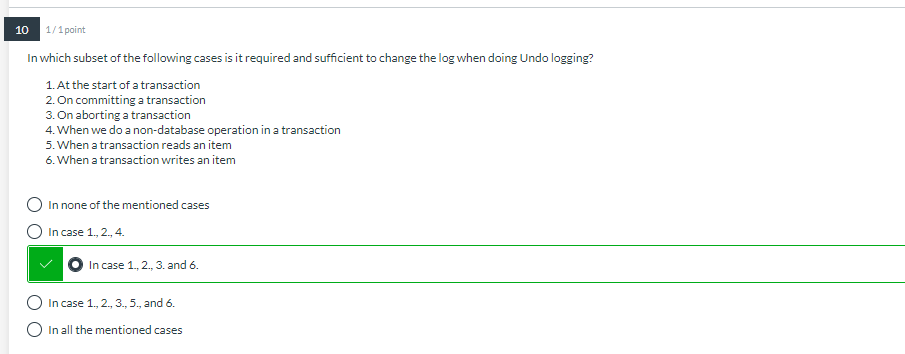 10 1 / 1 point
In which subset of the following cases is it required and sufficient to change the log when doing Undo logging?
1. At the start of a transaction
2. On committing a transaction
3. On aborting a transaction
4. When we do a non-database operation in a transaction
5. When a transaction reads an item
6. When a transaction writes an item
In none of the mentioned cases
In case 1., 2., 4.
In case 1., 2., 3. and 6.
In case 1., 2., 3., 5., and 6.
In all the mentioned cases